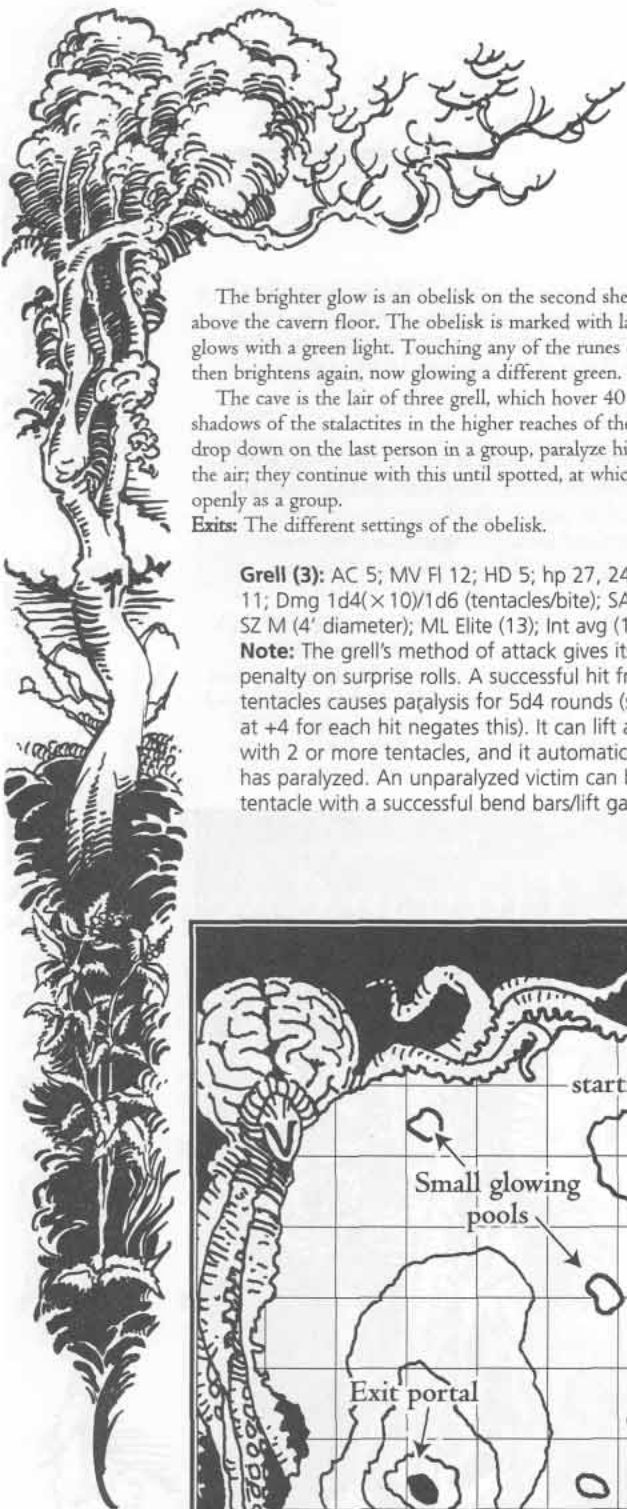 The brighter glow is an obelisk on the second she
above the cavern floor. The obelisk is marked with la
glows with a green light. Touching any of the runes
then brightens again, now glowing a different green.
The cave is the lair of three grell, which hover 40
shadows of the stalactites in the higher reaches of the
drop down on the last person in a group, paralyze hi
the air; they continue with this until spotted, at which
openly as a group.
Exits: The different settings of the obelisk.
Grell (3): AC 5; MV Fl 12; HD 5; hp 27, 24
11; Dmg 1d4(×10)/1d6 (tentacles/bite); SA
SZ M (4' diameter); ML Elite (13); Int avg (1
Note: The grell's method of attack gives its
penalty on surprise rolls. A successful hit fr
tentacles causes paralysis for 5d4 rounds (s
at +4 for each hit negates this). It can lift a
with 2 or more tentacles, and it automatic
has paralyzed. An unparalyzed victim can b
tentacle with a successful bend bars/lift ga
start
Small glowing
pools
Exit portal